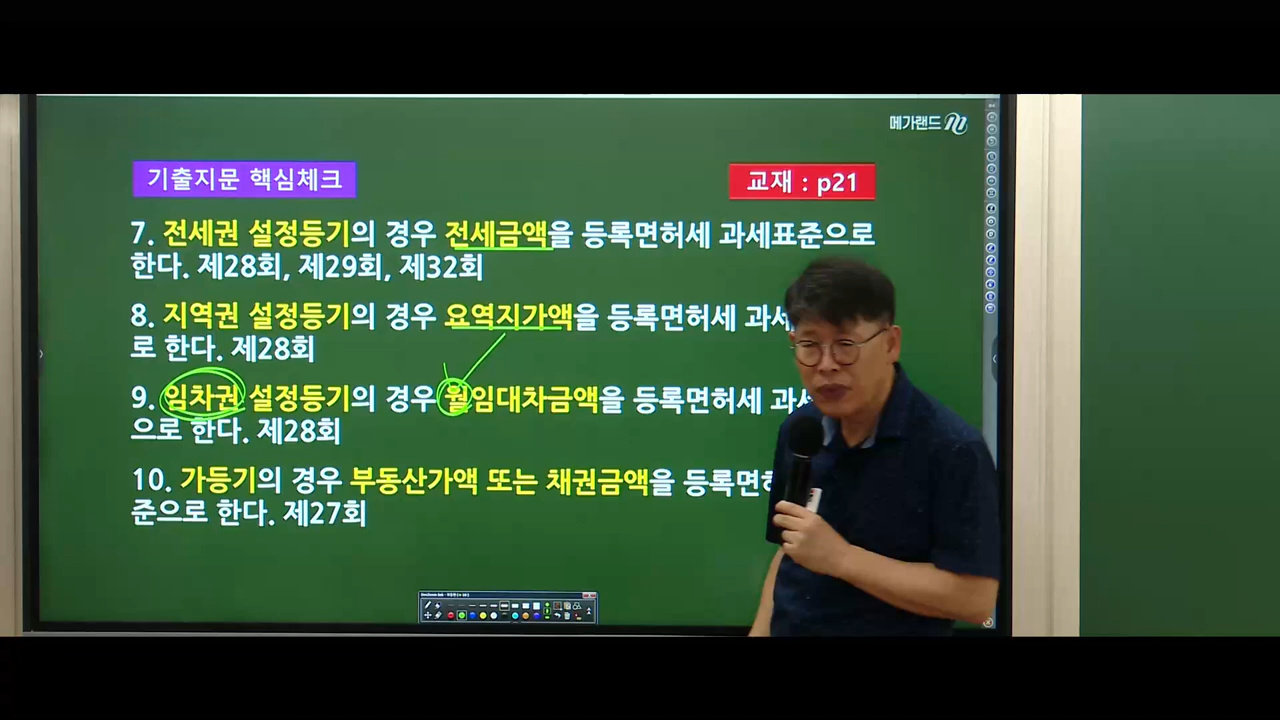 메가랜드
기출지문 핵심체크
교재 : p21
7. 전세권 설정등기의 경우 전세금액을 등록면허세 과세표준으로
한다. 제28회, 제29회, 제32회
8. 지역권 설정등기의 경우 요역지가액을 등록면허세 과세
로 한다. 제28회
9. 임차권 설정등기의 경우 월임대차금액을 등록면허세 과세
으로 한다. 제28회
10. 가등기의 경우 부동산가액 또는 채권금액을 등록면허
준으로 한다. 제27회